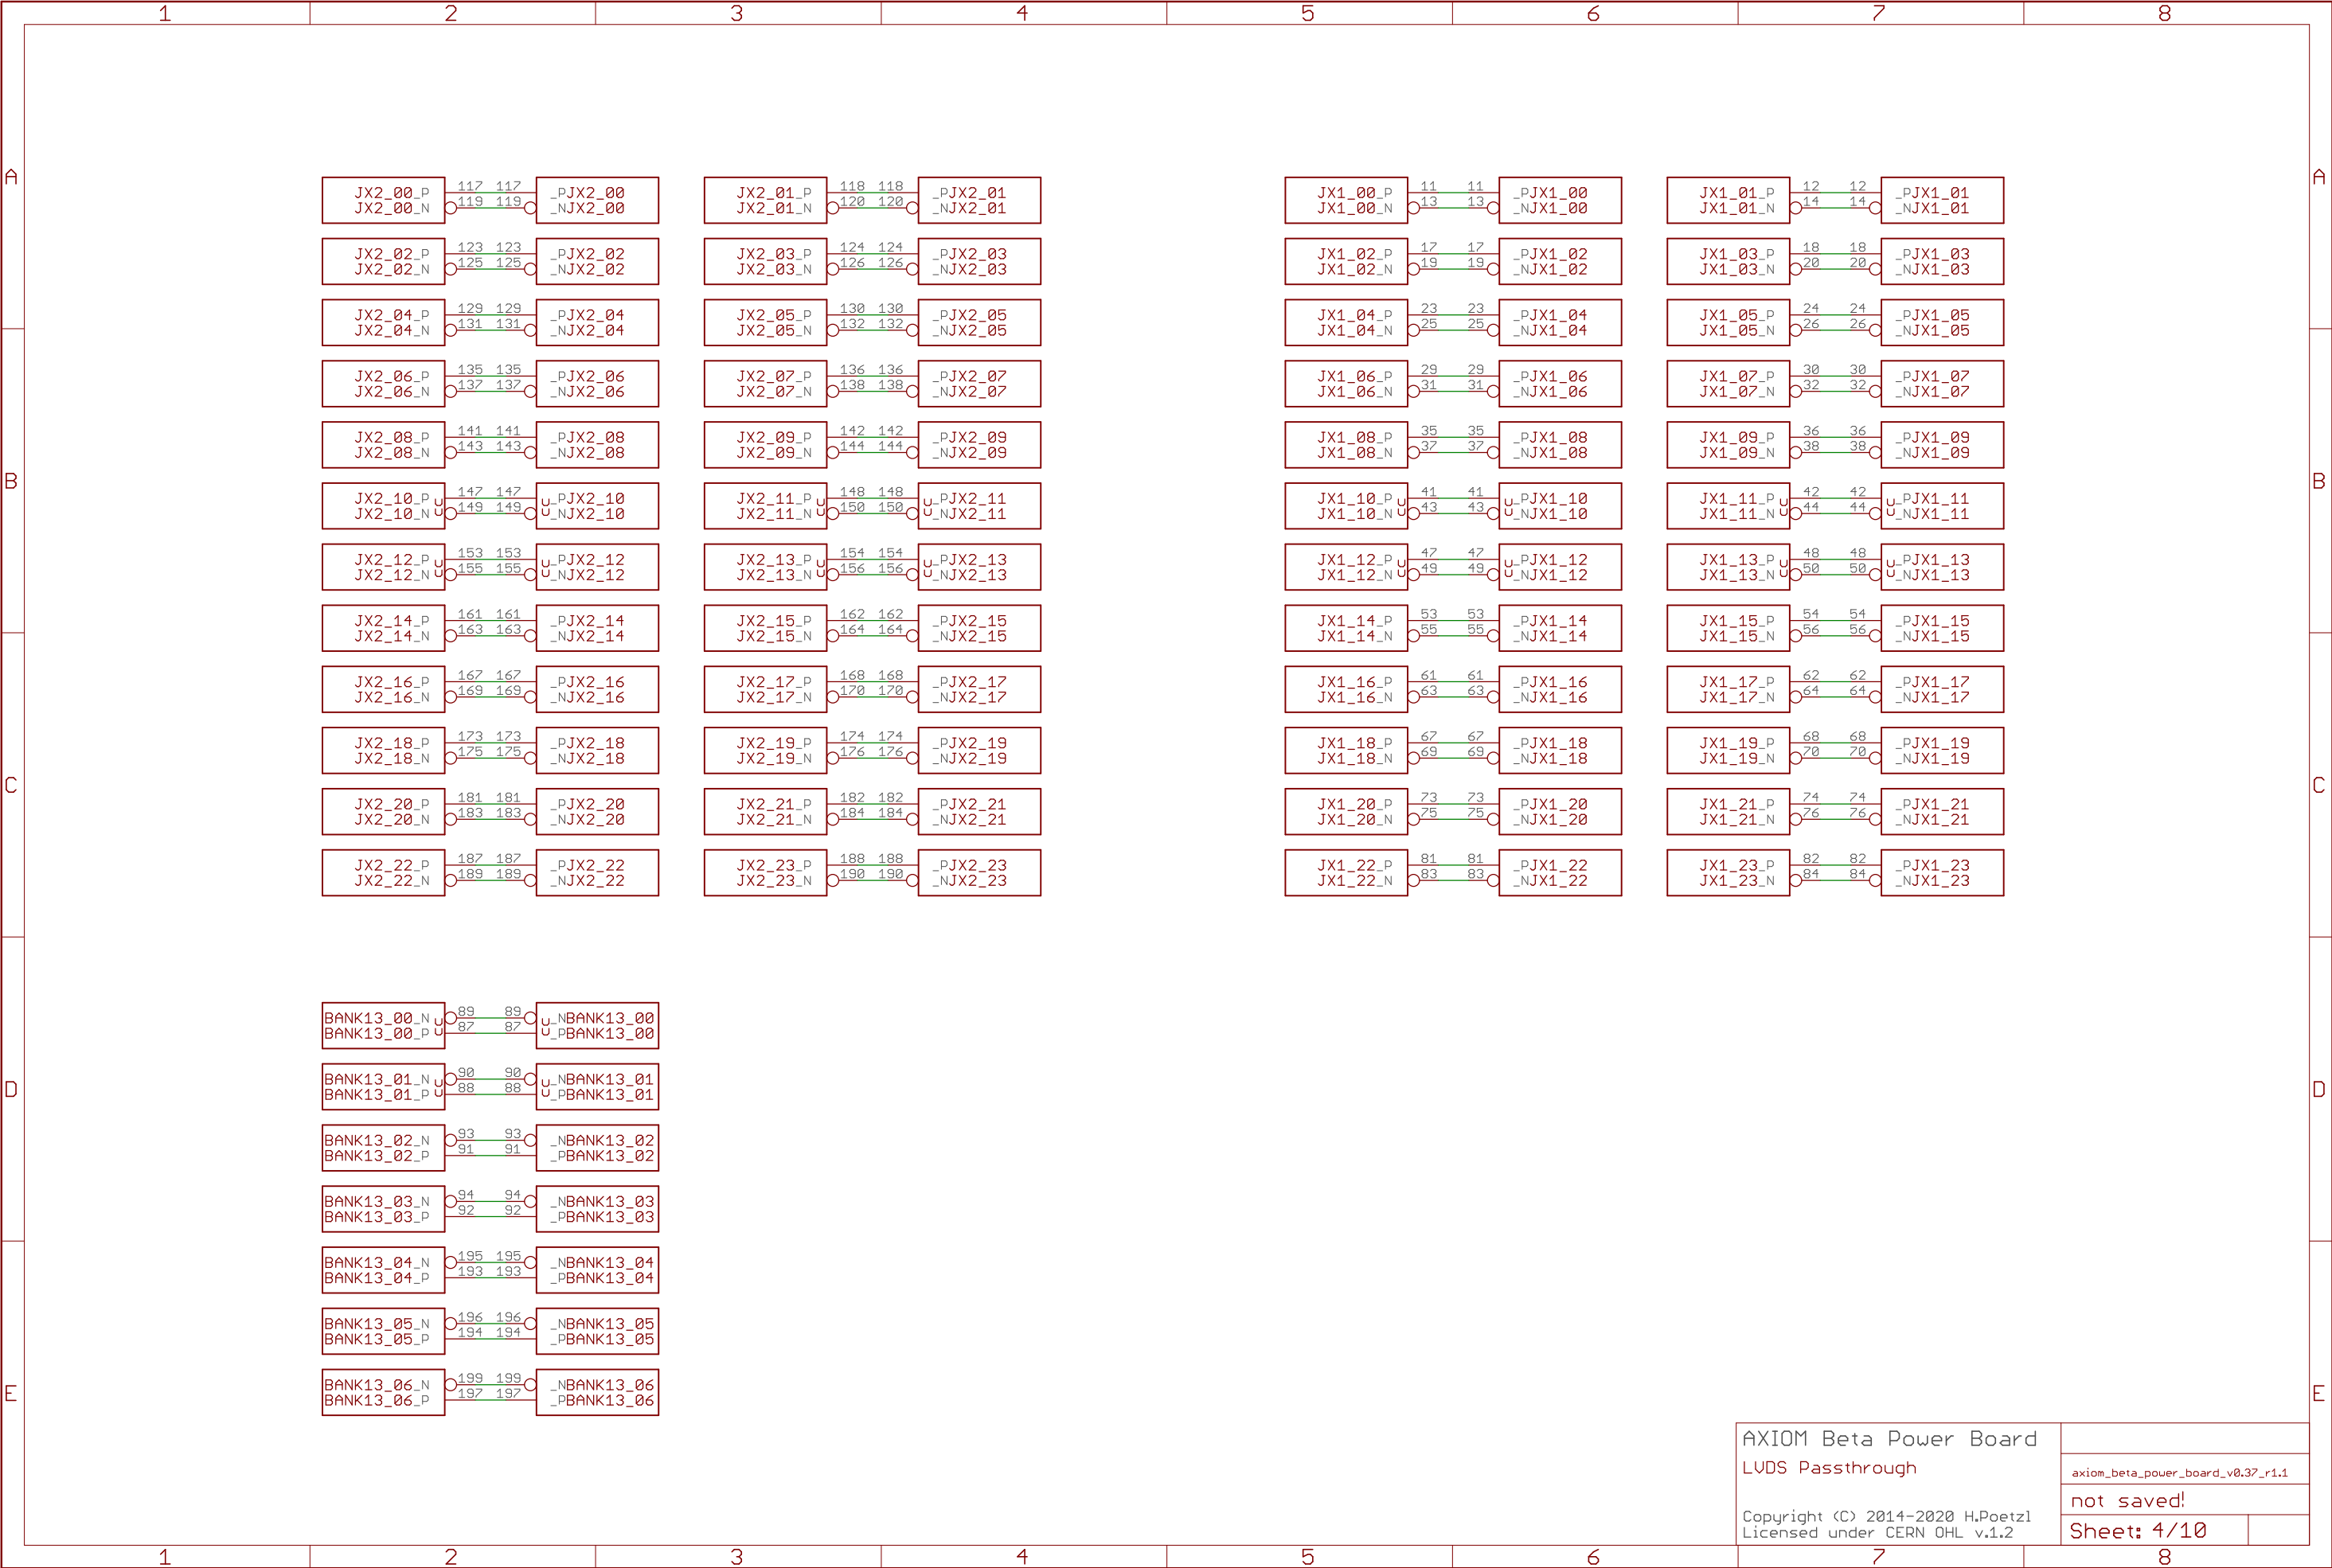 1 2 3 4 5 6 7 8
A A
JX2_00_P 117 117 _PJX2_00 JX2_01_P 118 118 _PJX2_01 JX1_00_P 11 11 _PJX1_00 JX1_01_P 12 12 _PJX1_01
JX2_00_N 119 119 _NJX2_00 JX2_01_N 120 120 _NJX2_01 JX1_00_N 13 13 _NJX1_00 JX1_01_N 14 14 _NJX1_01
JX2_02_P 123 123 _PJX2_02 JX2_03_P 124 124 _PJX2_03 JX1_02_P 17 17 _PJX1_02 JX1_03_P 18 18 _PJX1_03
JX2_02_N 125 125 _NJX2_02 JX2_03_N 126 126 _NJX2_03 JX1_02_N 19 19 _NJX1_02 JX1_03_N 20 20 _NJX1_03
JX2_04_P 129 129 _PJX2_04 JX2_05_P 130 130 _PJX2_05 JX1_04_P 23 23 _PJX1_04 JX1_05_P 24 24 _PJX1_05
JX2_04_N 131 131 _NJX2_04 JX2_05_N 132 132 _NJX2_05 JX1_04_N 25 25 _NJX1_04 JX1_05_N 26 26 _NJX1_05
JX2_06_P 135 135 _PJX2_06 JX2_07_P 136 136 _PJX2_07 JX1_06_P 29 29 _PJX1_06 JX1_07_P 30 30 _PJX1_07
JX2_06_N 137 137 _NJX2_06 JX2_07_N 138 138 _NJX2_07 JX1_06_N 31 31 _NJX1_06 JX1_07_N 32 32 _NJX1_07
JX2_08_P 141 141 _PJX2_08 JX2_09_P 142 142 _PJX2_09 JX1_08_P 35 35 _PJX1_08 JX1_09_P 36 36 _PJX1_09
JX2_08_N 143 143 _NJX2_08 JX2_09_N 144 144 _NJX2_09 JX1_08_N 37 37 _NJX1_08 JX1_09_N 38 38 _NJX1_09
B B
JX2_10_P 147 147 _PJX2_10 JX2_11_P 148 148 _PJX2_11 JX1_10_P 41 41 _PJX1_10 JX1_11_P 42 42 _PJX1_11
JX2_10_N 149 149 _NJX2_10 JX2_11_N 150 150 _NJX2_11 JX1_10_N 43 43 _NJX1_10 JX1_11_N 44 44 _NJX1_11
JX2_12_P 153 153 _PJX2_12 JX2_13_P 154 154 _PJX2_13 JX1_12_P 47 47 _PJX1_12 JX1_13_P 48 48 _PJX1_13
JX2_12_N 155 155 _NJX2_12 JX2_13_N 156 156 _NJX2_13 JX1_12_N 49 49 _NJX1_12 JX1_13_N 50 50 _NJX1_13
JX2_14_P 161 161 _PJX2_14 JX2_15_P 162 162 _PJX2_15 JX1_14_P 53 53 _PJX1_14 JX1_15_P 54 54 _PJX1_15
JX2_14_N 163 163 _NJX2_14 JX2_15_N 164 164 _NJX2_15 JX1_14_N 55 55 _NJX1_14 JX1_15_N 56 56 _NJX1_15
JX2_16_P 167 167 _PJX2_16 JX2_17_P 168 168 _PJX2_17 JX1_16_P 61 61 _PJX1_16 JX1_17_P 62 62 _PJX1_17
JX2_16_N 169 169 _NJX2_16 JX2_17_N 170 170 _NJX2_17 JX1_16_N 63 63 _NJX1_16 JX1_17_N 64 64 _NJX1_17
JX2_18_P 173 173 _PJX2_18 JX2_19_P 174 174 _PJX2_19 JX1_18_P 67 67 _PJX1_18 JX1_19_P 68 68 _PJX1_19
JX2_18_N 175 175 _NJX2_18 JX2_19_N 176 176 _NJX2_19 JX1_18_N 69 69 _NJX1_18 JX1_19_N 70 70 _NJX1_19
C C
JX2_20_P 181 181 _PJX2_20 JX2_21_P 182 182 _PJX2_21 JX1_20_P 73 73 _PJX1_20 JX1_21_P 74 74 _PJX1_21
JX2_20_N 183 183 _NJX2_20 JX2_21_N 184 184 _NJX2_21 JX1_20_N 75 75 _NJX1_20 JX1_21_N 76 76 _NJX1_21
JX2_22_P 187 187 _PJX2_22 JX2_23_P 188 188 _PJX2_23 JX1_22_P 81 81 _PJX1_22 JX1_23_P 82 82 _PJX1_23
JX2_22_N 189 189 _NJX2_22 JX2_23_N 190 190 _NJX2_23 JX1_22_N 83 83 _NJX1_22 JX1_23_N 84 84 _NJX1_23
BANK13_00_N 89 89 _NBANK13_00
BANK13_00_P 87 87 _PBANK13_00
BANK13_01_N 90 90 _NBANK13_01
D D
BANK13_01_P 88 88 _PBANK13_01
BANK13_02_N 93 93 _NBANK13_02
BANK13_02_P 91 91 _PBANK13_02
BANK13_03_N 94 94 _NBANK13_03
BANK13_03_P 92 92 _PBANK13_03
BANK13_04_N 195 195 _NBANK13_04
BANK13_04_P 193 193 _PBANK13_04
BANK13_05_N 196 196 _NBANK13_05
BANK13_05_P 194 194 _PBANK13_05
BANK13_06_N 199 199 _NBANK13_06
E E
BANK13_06_P 197 197 _PBANK13_06
AXIOM Beta Power Board
LVDS Passthrough
axiom_beta_power_board_v0.37_r1.1
not saved!
Copyright (C) 2014-2020 H.Poetzl
Licensed under CERN OHL v.1.2
Sheet: 4/10
1 2 3 4 5 6 7 8